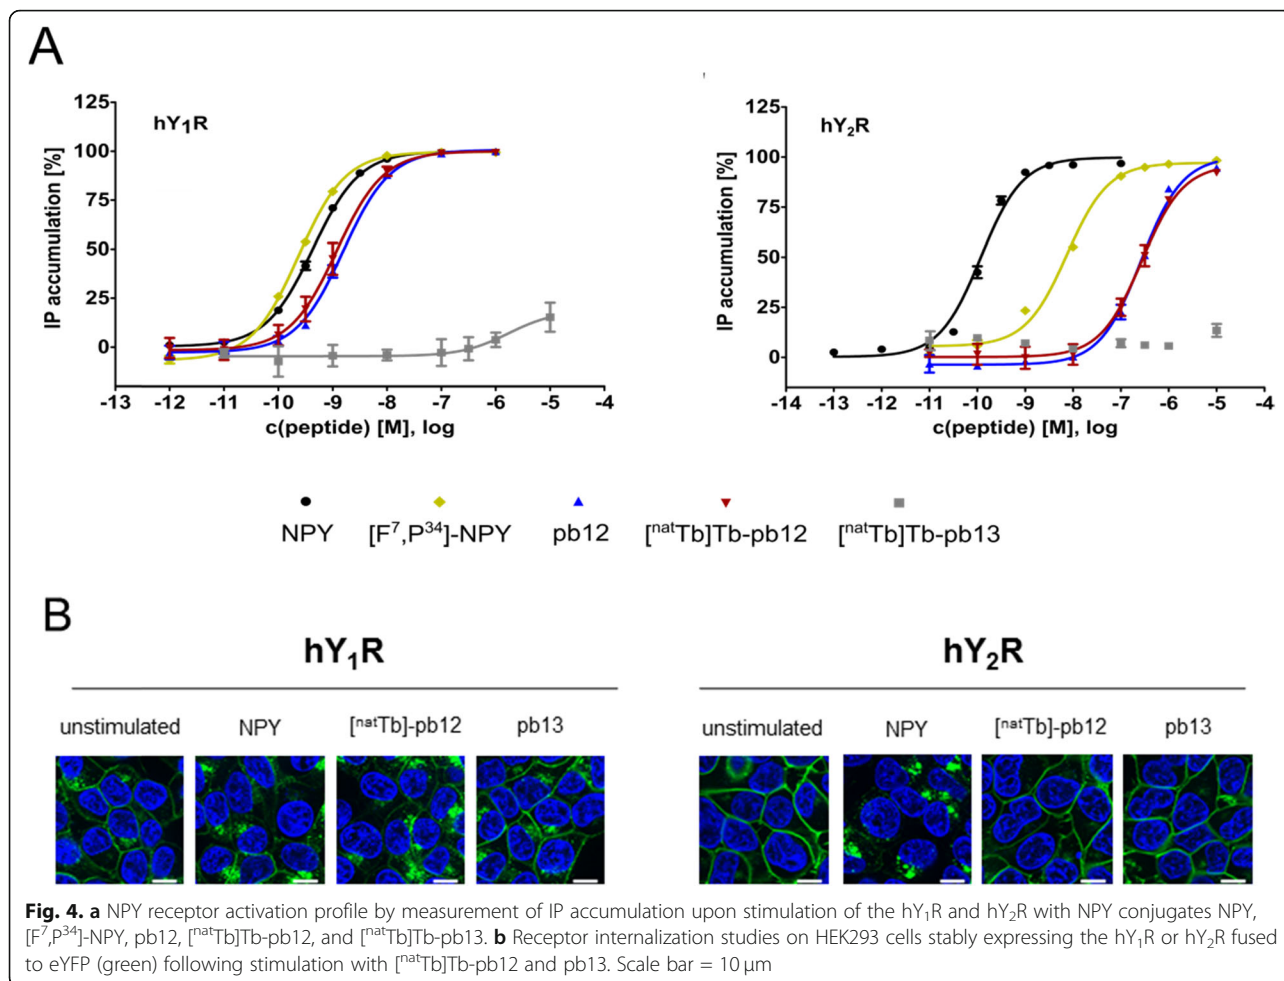 A
hY₁R
IP accumulation [%]
125
100
75
50
25
0
-13 -12 -11 -10 -9 -8 -7 -6 -5 -4
c(peptide) [M], log
hY₂R
IP accumulation [%]
125
100
75
50
25
0
-14 -13 -12 -11 -10 -9 -8 -7 -6 -5 -4
c(peptide) [M], log
NPY [F⁷,P³⁴]-NPY pb12 [ⁿᵃᵗTb]Tb-pb12 [ⁿᵃᵗTb]Tb-pb13
B
hY₁R
unstimulated NPY [ⁿᵃᵗTb]-pb12 pb13
hY₂R
unstimulated NPY [ⁿᵃᵗTb]-pb12 pb13
Fig. 4. a NPY receptor activation profile by measurement of IP accumulation upon stimulation of the hY₁R and hY₂R with NPY conjugates NPY,
[F⁷,P³⁴]-NPY, pb12, [ⁿᵃᵗTb]Tb-pb12, and [ⁿᵃᵗTb]Tb-pb13. b Receptor internalization studies on HEK293 cells stably expressing the hY₁R or hY₂R fused
to eYFP (green) following stimulation with [ⁿᵃᵗTb]Tb-pb12 and pb13. Scale bar = 10 μm